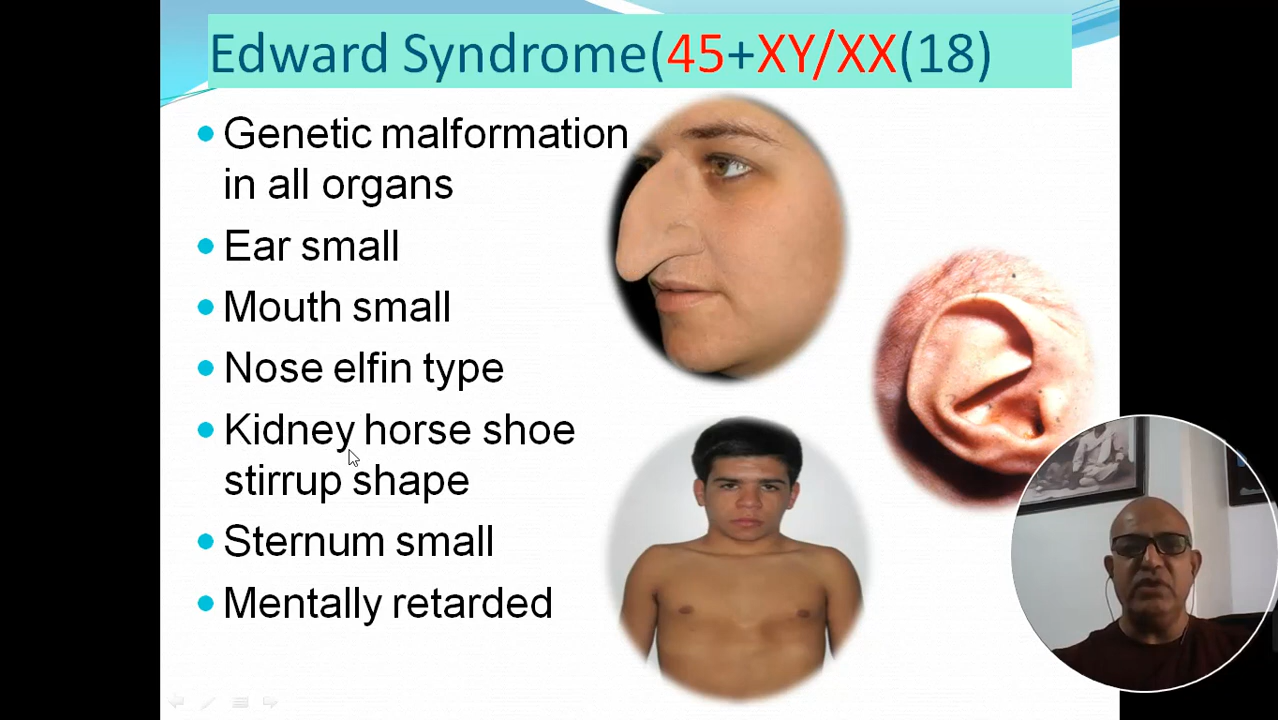 Edward Syndrome(45+XY/XX(18)
Genetic malformation
in all organs
Ear small
Mouth small
Nose elfin type
Kidney horse shoe
stirrup shape
Sternum small
Mentally retarded